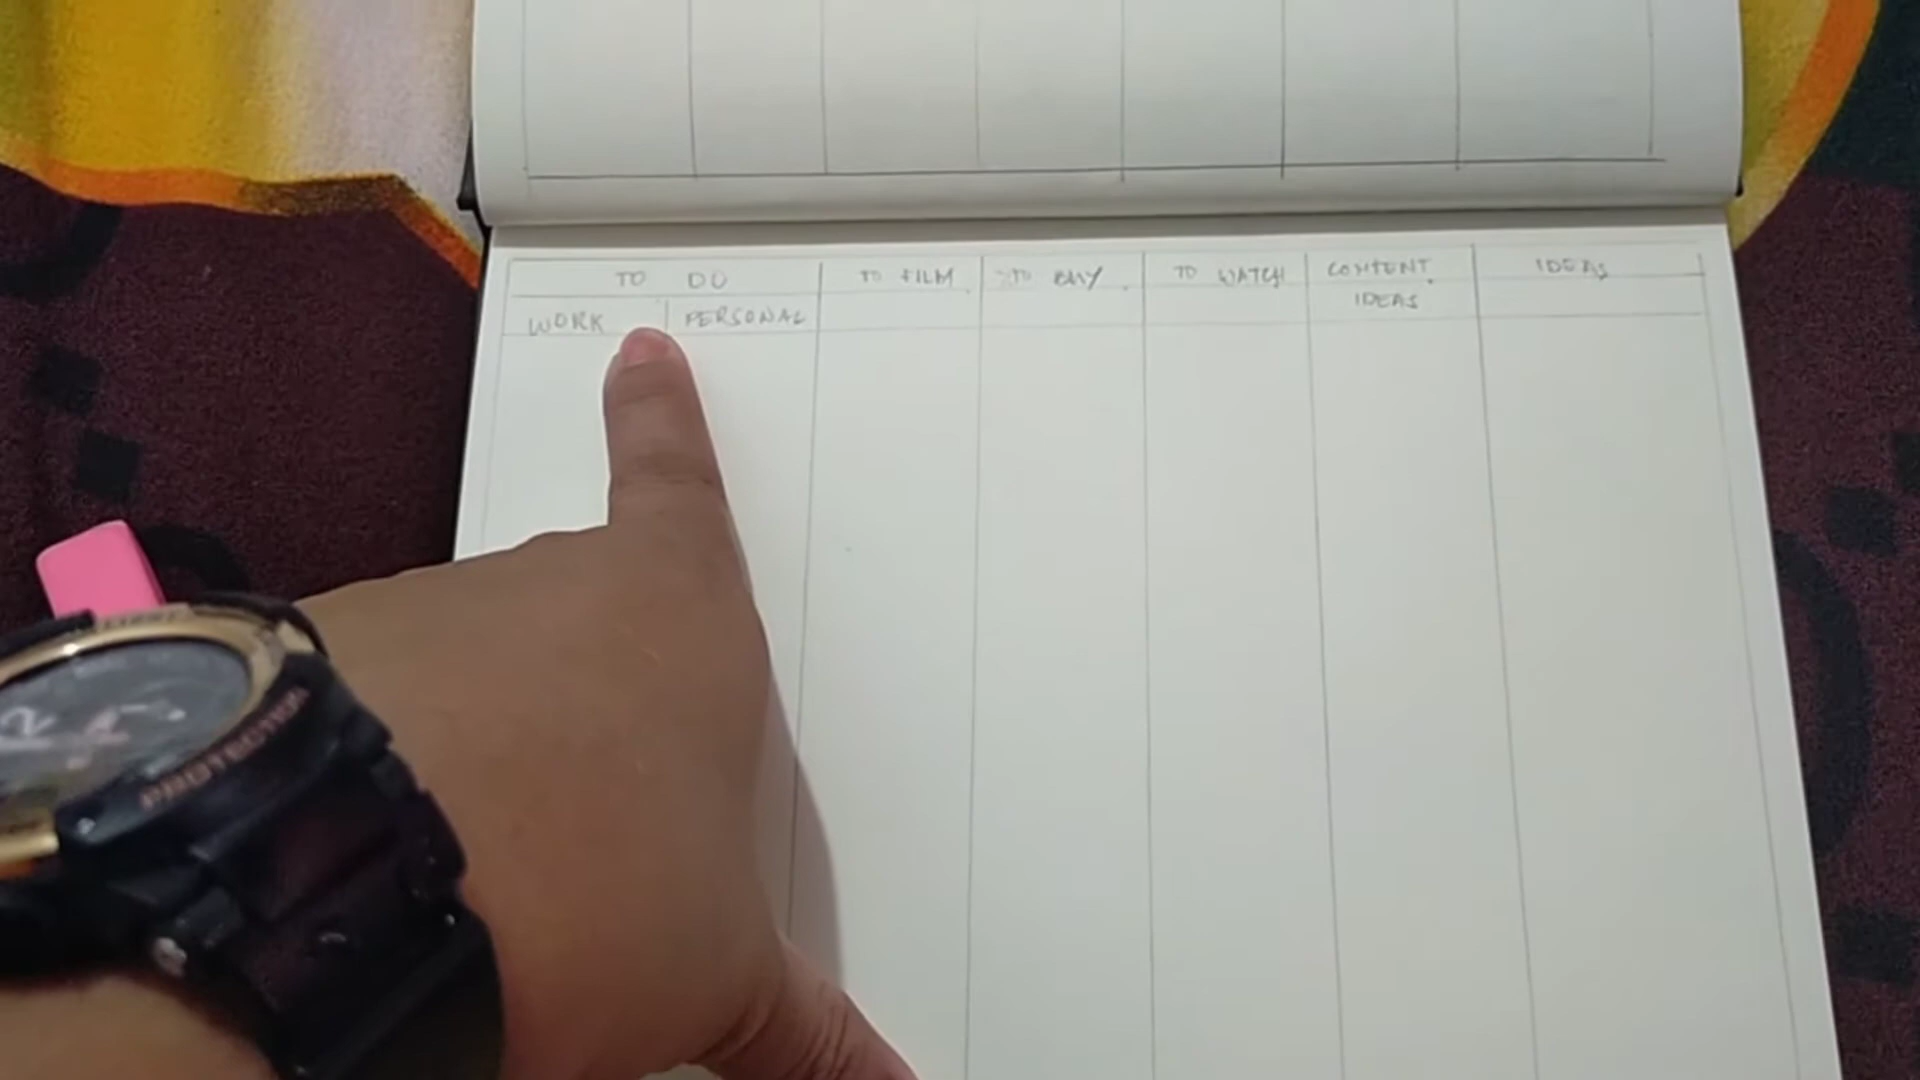 TO DO
TO FILM
TO BUY
TO WATCH
CONTENT
IDEAS
IDEAS
WORK
PERSONAL